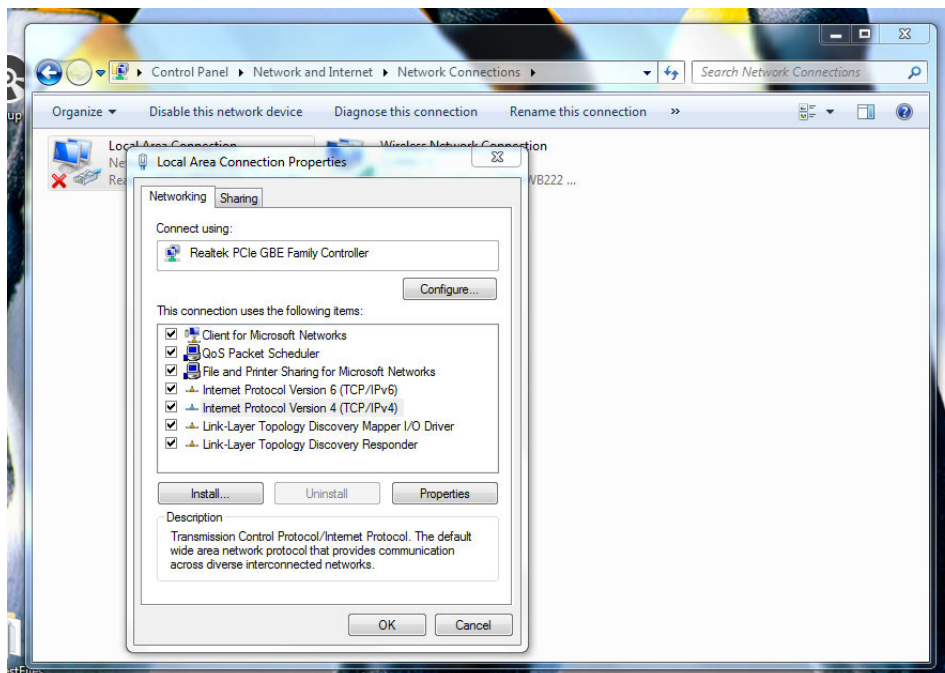 Control Panel Network and Internet Network Connections
Search Network Connections
Organize Disable this network device Diagnose this connection Rename this connection »
Local Area Connection
Wireless Network Connection
Local Area Connection Properties
WB222 ...
Networking Sharing
Connect using:
Realtek PCIe GBE Family Controller
Configure...
This connection uses the following items:
Client for Microsoft Networks
QoS Packet Scheduler
File and Printer Sharing for Microsoft Networks
Internet Protocol Version 6 (TCP/IPv6)
Internet Protocol Version 4 (TCP/IPv4)
Link-Layer Topology Discovery Mapper I/O Driver
Link-Layer Topology Discovery Responder
Install... Uninstall Properties
Description
Transmission Control Protocol/Internet Protocol. The default
wide area network protocol that provides communication
across diverse interconnected networks.
OK Cancel